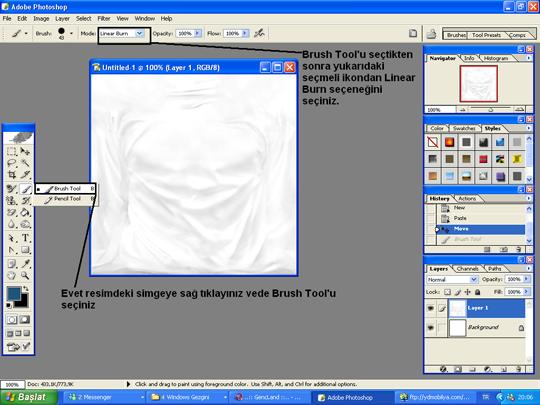 Adobe Photoshop
File Edit Image Layer Select Filter View Window Help
Brush: 43 Mode: Linear Burn Opacity: 100% Flow: 100%
Brushes Tool Presets Comps
Brush Tool'u seçtikten
sonra yukarıdaki
seçmeli ikondan Linear
Burn seçeneğini
seçiniz.
Untitled-1 @ 100% (Layer 1, RGB/8)
Navigator Info Histogram
100%
Color Swatches Styles
Brush Tool B
Pencil Tool B
History Actions
New
Paste
Move
Brush Tool
Layers Channels Paths
Normal Opacity: 100%
Lock: Fill: 100%
Layer 1
Background
Evet resimdeki simgeye sağ tıklayınız vede Brush Tool'u
seçiniz
100% Doc: 403,1K/773,9K Click and drag to paint using foreground color. Use Shift, Alt, and Ctrl for additional options.
Başlat 2 Messenger 4 Windows Gezgini ..:: GencLand ::.. - ... Adobe Photoshop ftp://ydmobilya.com/... TR 20:06